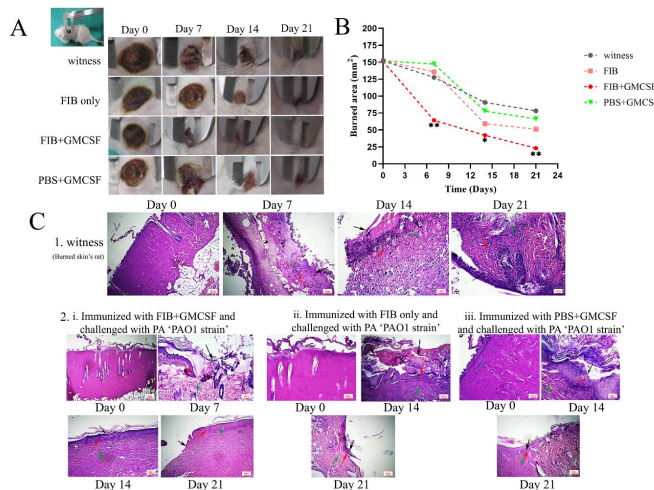 A
Day 0 Day 7 Day 14 Day 21
witness
FIB only
FIB+GMCSF
PBS+GMCSF
B
Burned area (mm²)
200
175
150
125
100
75
50
25
0
**
*
**
0 3 6 9 12 15 18 21 24
Time (Days)
witness
FIB
FIB+GMCSF
PBS+GMCS
C
Day 0 Day 7 Day 14 Day 21
1. witness
(Burned skin's rat)
2. i. Immunized with FIB+GMCSF and
challenged with PA 'PAO1 strain'
ii. Immunized with FIB only and
challenged with PA 'PAO1 strain'
iii. Immunized with PBS+GMCSF
and challenged with PA 'PAO1 strain'
Day 0 Day 7
Day 0 Day 14
Day 0 Day 14
Day 14 Day 21
Day 21
Day 21